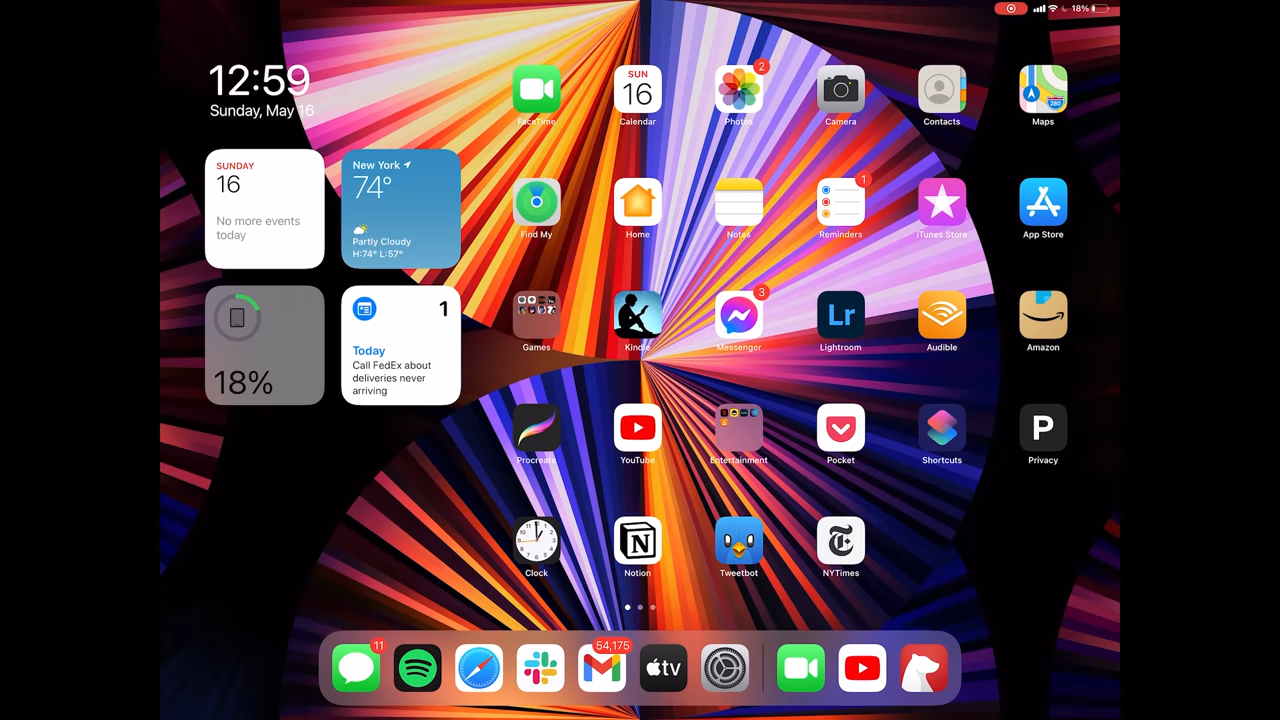 18%
12:59
Sunday, May 16
SUNDAY
16
No more events
today
New York
74°
Partly Cloudy
H:74° L:57°
18%
1
Today
Call FedEx about
deliveries never
arriving
FaceTime
SUN
16
Calendar
2
Photos
Camera
Contacts
280
Maps
Find My
Home
Notes
1
Reminders
iTunes Store
App Store
Games
Kindle
3
Messenger
Lr
Lightroom
Audible
Amazon
Procreate
YouTube
Entertainment
Pocket
Shortcuts
P
Privacy
Clock
N
Notion
Tweetbot
T
NYTimes
11
54,175
tv